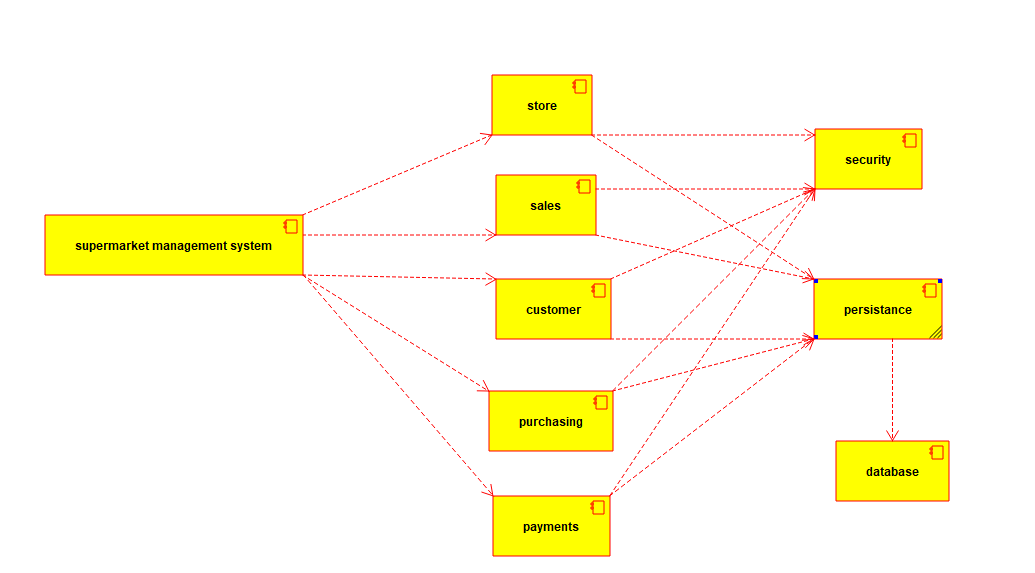 store
security
sales
supermarket management system
customer
persistance
purchasing
database
payments